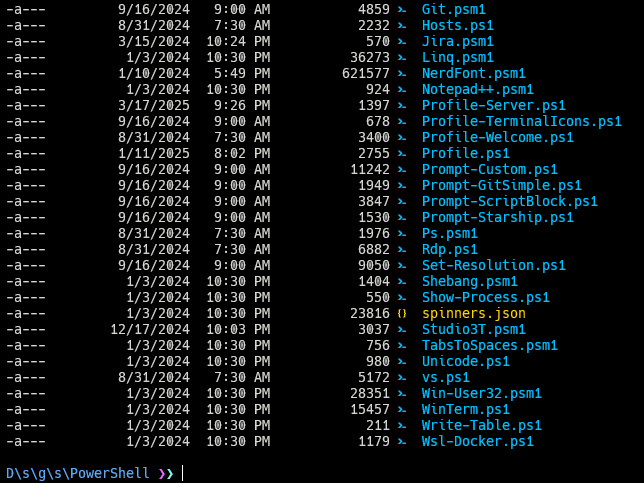 -a--- 9/16/2024 9:00 AM 4859 Git.psm1
-a--- 8/31/2024 7:30 AM 2232 Hosts.ps1
-a--- 3/15/2024 10:24 PM 570 Jira.psm1
-a--- 1/3/2024 10:30 PM 36273 Linq.psm1
-a--- 1/10/2024 5:49 PM 621577 NerdFont.psm1
-a--- 1/3/2024 10:30 PM 924 Notepad++.psm1
-a--- 3/17/2025 9:26 PM 1397 Profile-Server.ps1
-a--- 9/16/2024 9:00 AM 678 Profile-TerminalIcons.ps1
-a--- 8/31/2024 7:30 AM 3400 Profile-Welcome.ps1
-a--- 1/11/2025 8:02 PM 2755 Profile.ps1
-a--- 9/16/2024 9:00 AM 11242 Prompt-Custom.ps1
-a--- 9/16/2024 9:00 AM 1949 Prompt-GitSimple.ps1
-a--- 9/16/2024 9:00 AM 3847 Prompt-ScriptBlock.ps1
-a--- 9/16/2024 9:00 AM 1530 Prompt-Starship.ps1
-a--- 8/31/2024 7:30 AM 1976 Ps.psm1
-a--- 8/31/2024 7:30 AM 6882 Rdp.ps1
-a--- 9/16/2024 9:00 AM 9050 Set-Resolution.ps1
-a--- 1/3/2024 10:30 PM 1404 Shebang.psm1
-a--- 1/3/2024 10:30 PM 550 Show-Process.ps1
-a--- 1/3/2024 10:30 PM 23816 spinners.json
-a--- 12/17/2024 10:03 PM 3037 Studio3T.psm1
-a--- 1/3/2024 10:30 PM 756 TabsToSpaces.psm1
-a--- 1/3/2024 10:30 PM 980 Unicode.ps1
-a--- 8/31/2024 7:30 AM 5172 vs.ps1
-a--- 1/3/2024 10:30 PM 28351 Win-User32.psm1
-a--- 1/3/2024 10:30 PM 15457 WinTerm.ps1
-a--- 1/3/2024 10:30 PM 211 Write-Table.ps1
-a--- 1/3/2024 10:30 PM 1179 Wsl-Docker.ps1
D\s\g\s\PowerShell ❯❯